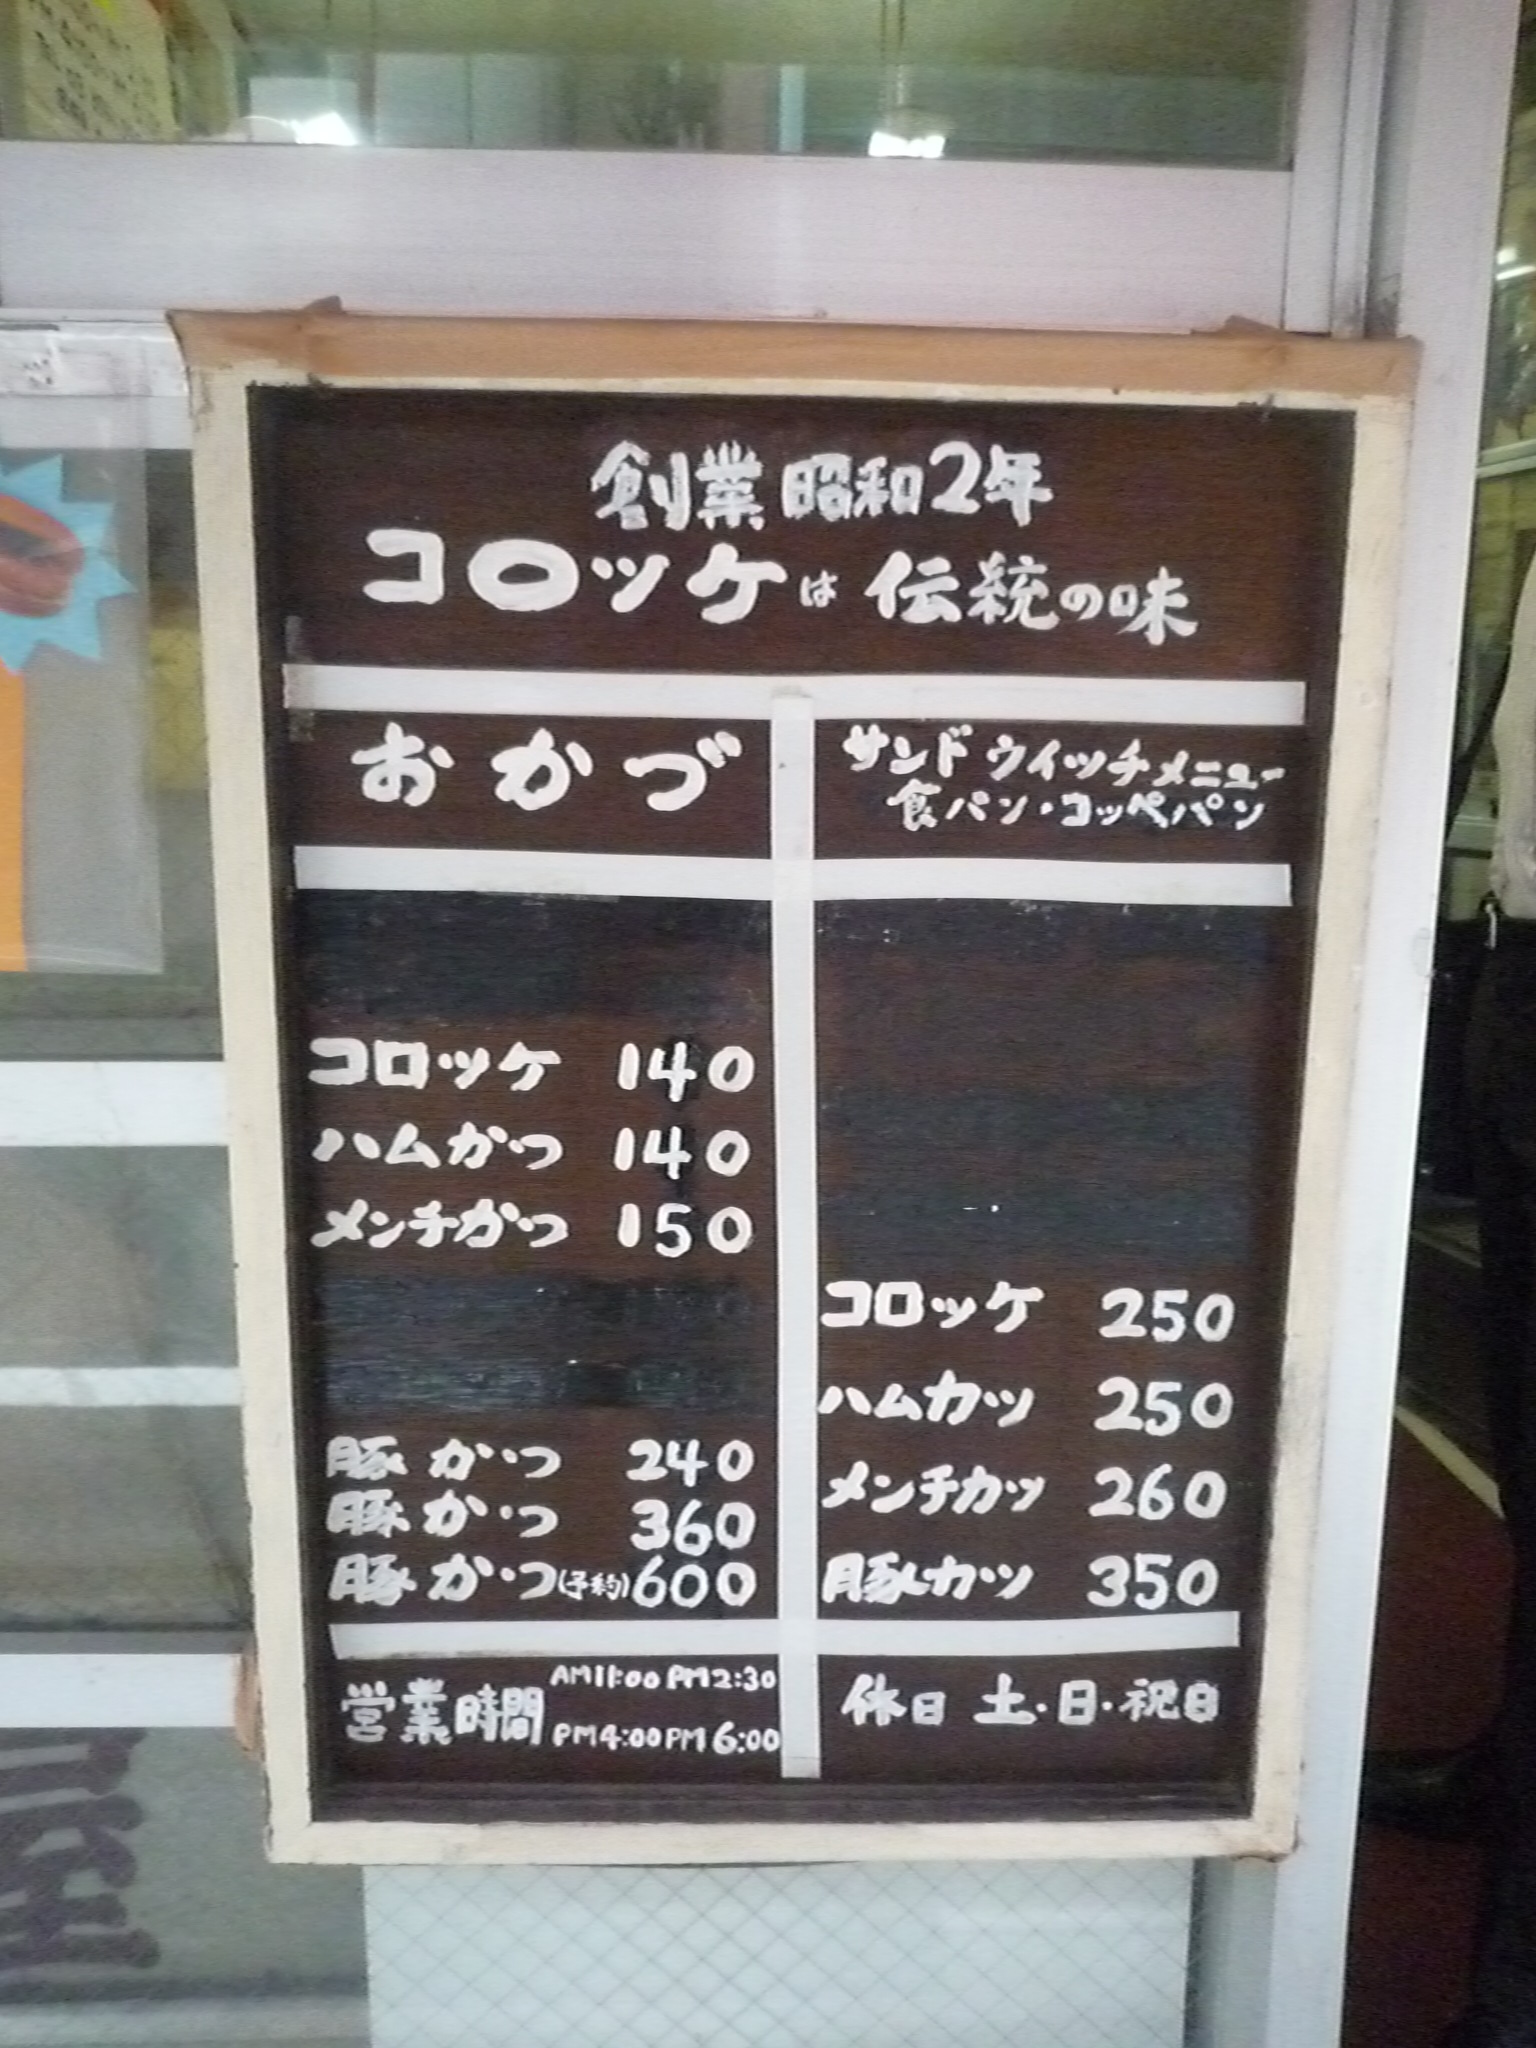 創業昭和2年
コロッケは伝統の味
おかづ
サンドウイッチメニュー
食パン・コッペパン
コロッケ 140
ハムかつ 140
メンチかつ 150
豚かつ 240
豚かつ 360
豚かつ(予約)600
コロッケ 250
ハムカツ 250
メンチカツ 260
豚カツ 350
営業時間 AM11:00 PM2:30
PM4:00 PM6:00
休日 土・日・祝日